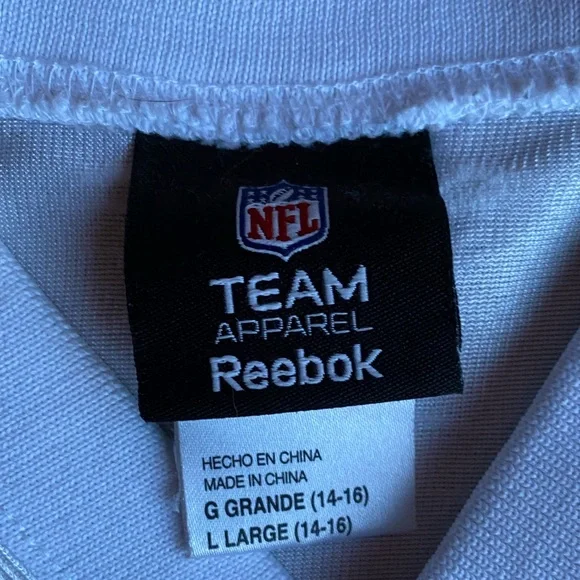 NFL
TEAM
APPAREL
Reebok
HECHO EN CHINA
MADE IN CHINA
G GRANDE (14-16)
L LARGE (14-16)